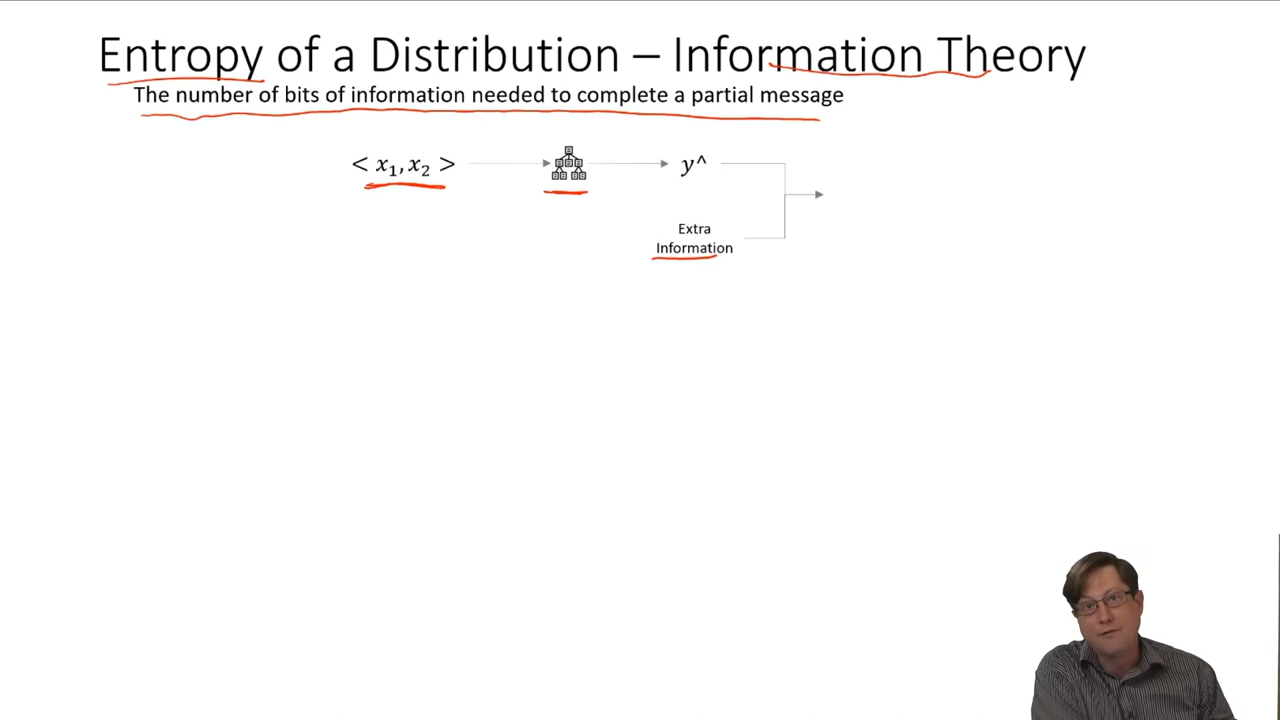 Entropy of a Distribution – Information Theory
The number of bits of information needed to complete a partial message
< x₁, x₂ >
y^
Extra
Information